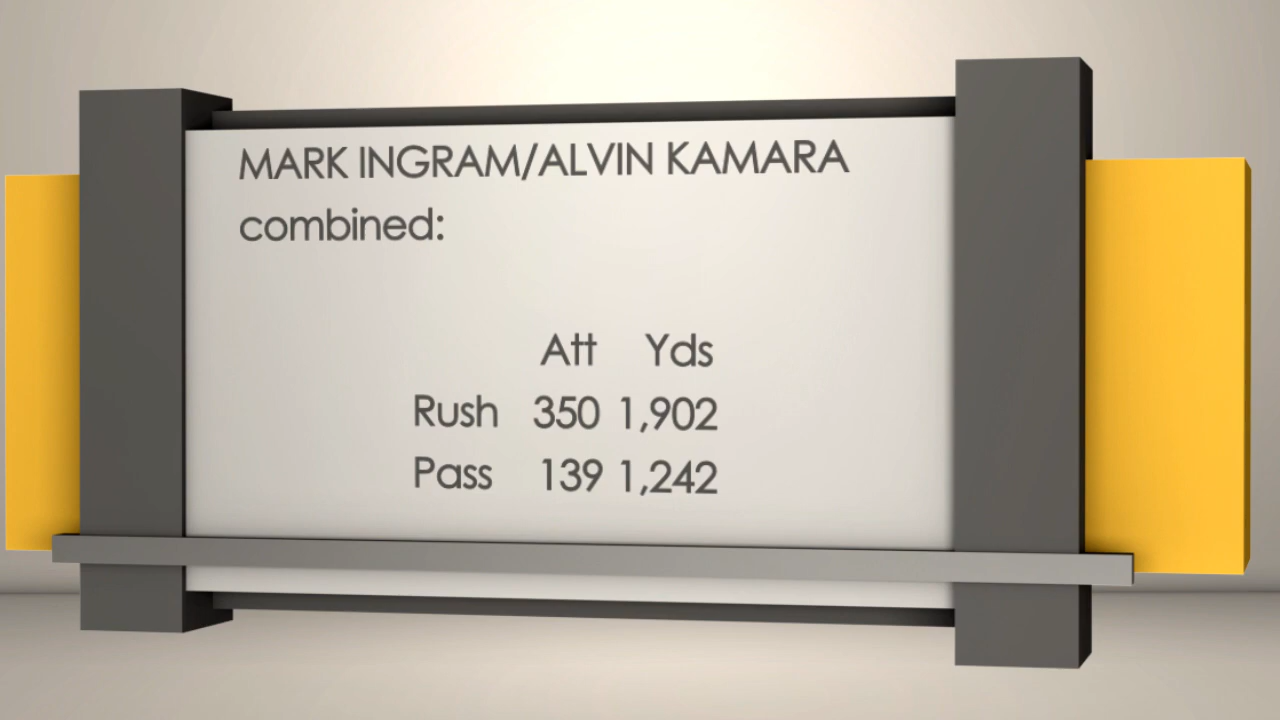 MARK INGRAM/ALVIN KAMARA
combined:
Att Yds
Rush 350 1,902
Pass 139 1,242